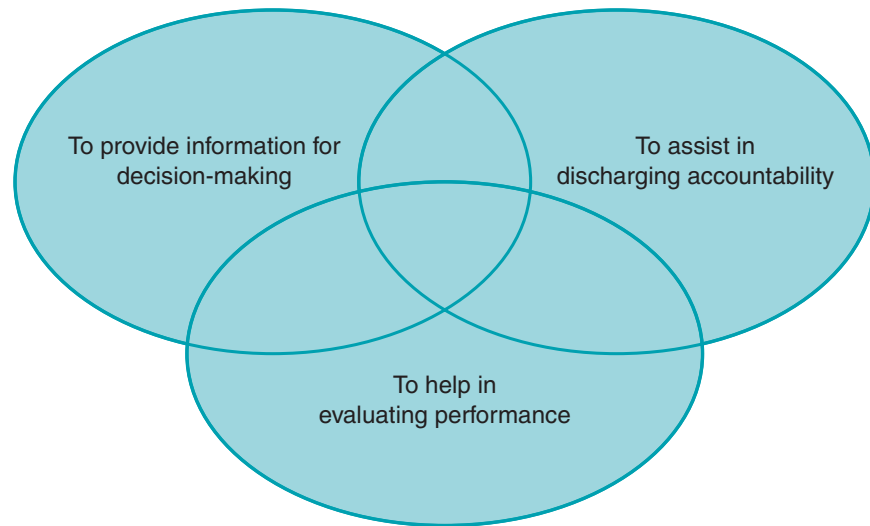 To provide information for
decision-making
To assist in
discharging accountability
To help in
evaluating performance